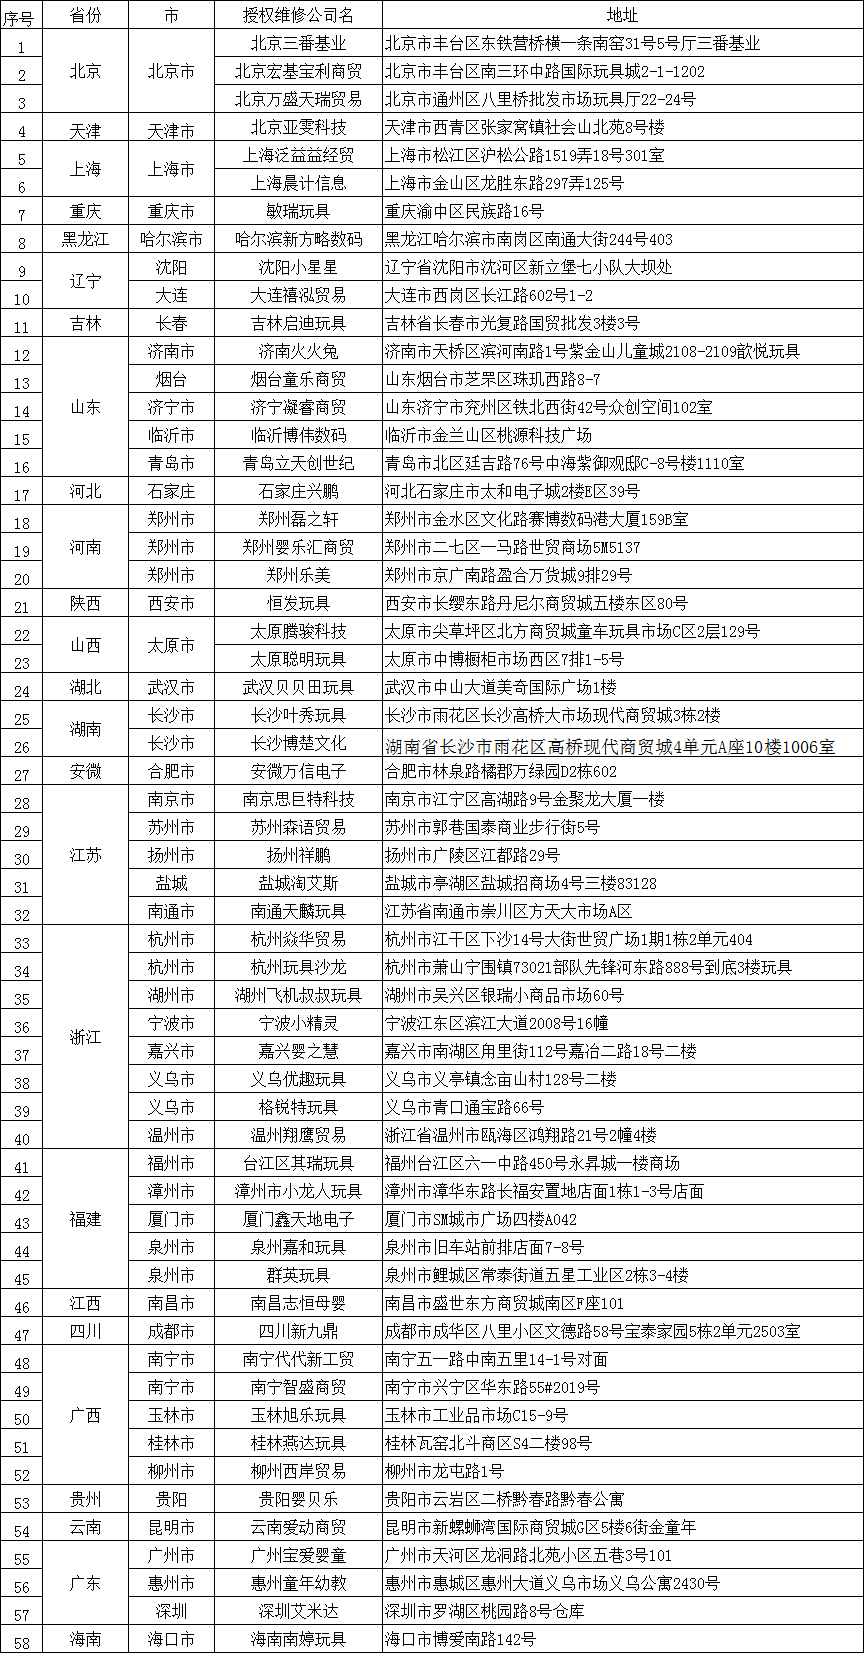 序号 省份 市 授权维修公司名 地址
1 北京 北京市 北京三番基业 北京市丰台区东铁营桥横一条南窑31号5号厅三番基业
2 北京宏基宝利商贸 北京市丰台区南三环中路国际玩具城2-1-1202
3 北京万盛天瑞贸易 北京市通州区八里桥批发市场玩具厅22-24号
4 天津 天津市 北京亚雯科技 天津市西青区张家窝镇社会山北苑8号楼
5 上海 上海市 上海泛益益经贸 上海市松江区沪松公路1519弄18号301室
6 上海晨计信息 上海市金山区龙胜东路297弄125号
7 重庆 重庆市 敏瑞玩具 重庆渝中区民族路16号
8 黑龙江 哈尔滨市 哈尔滨新方略数码 黑龙江哈尔滨市南岗区南通大街244号403
9 辽宁 沈阳 沈阳小星星 辽宁省沈阳市沈河区新立堡七小队大坝处
10 大连 大连禧泓贸易 大连市西岗区长江路602号1-2
11 吉林 长春 吉林启迪玩具 吉林省长春市光复路国贸批发3楼3号
12 山东 济南市 济南火火兔 济南市天桥区滨河南路1号紫金山儿童城2108-2109歆悦玩具
13 烟台 烟台童乐商贸 山东烟台市芝罘区珠玑西路8-7
14 济宁市 济宁凝睿商贸 山东济宁市兖州区铁北西街42号众创空间102室
15 临沂市 临沂博伟数码 临沂市金兰山区桃源科技广场
16 青岛市 青岛立天创世纪 青岛市北区廷吉路76号中海紫御观邸C-8号楼1110室
17 河北 石家庄 石家庄兴鹏 河北石家庄市太和电子城2楼E区39号
18 河南 郑州市 郑州磊之轩 郑州市金水区文化路赛博数码港大厦159B室
19 郑州市 郑州婴乐汇商贸 郑州市二七区一马路世贸商场5M5137
20 郑州市 郑州乐美 郑州市京广南路盈合万货城9排29号
21 陕西 西安市 恒发玩具 西安市长缨东路丹尼尔商贸城五楼东区80号
22 山西 太原市 太原腾骏科技 太原市尖草坪区北方商贸城童车玩具市场C区2层129号
23 太原聪明玩具 太原市中博橱柜市场西区7排1-5号
24 湖北 武汉市 武汉贝贝田玩具 武汉市中山大道美奇国际广场1楼
25 湖南 长沙市 长沙叶秀玩具 长沙市雨花区长沙高桥大市场现代商贸城3栋2楼
26 长沙市 长沙博楚文化 湖南省长沙市雨花区高桥现代商贸城4单元A座10楼1006室
27 安微 合肥市 安微万信电子 合肥市林泉路橘郡万绿园D2栋602
28 江苏 南京市 南京思巨特科技 南京市江宁区高湖路9号金聚龙大厦一楼
29 苏州市 苏州森语贸易 苏州市郭巷国泰商业步行街5号
30 扬州市 扬州祥鹏 扬州市广陵区江都路29号
31 盐城 盐城淘艾斯 盐城市亭湖区盐城招商场4号三楼83128
32 南通市 南通天麟玩具 江苏省南通市崇川区方天大市场A区
33 浙江 杭州市 杭州焱华贸易 杭州市江干区下沙14号大街世贸广场1期1栋2单元404
34 杭州市 杭州玩具沙龙 杭州市萧山宁围镇73021部队先锋河东路888号到底3楼玩具
35 湖州市 湖州飞机叔叔玩具 湖州市吴兴区银瑞小商品市场60号
36 宁波市 宁波小精灵 宁波江东区滨江大道2008号16幢
37 嘉兴市 嘉兴婴之慧 嘉兴市南湖区甪里街112号嘉冶二路18号二楼
38 义乌市 义乌优趣玩具 义乌市义亭镇念亩山村128号二楼
39 义乌市 格锐特玩具 义乌市青口通宝路66号
40 温州市 温州翔鹰贸易 浙江省温州市瓯海区鸿翔路21号2幢4楼
41 福建 福州市 台江区其瑞玩具 福州台江区六一中路450号永昇城一楼商场
42 漳州市 漳州市小龙人玩具 漳州市漳华东路长福安置地店面1栋1-3号店面
43 厦门市 厦门鑫天地电子 厦门市SM城市广场四楼A042
44 泉州市 泉州嘉和玩具 泉州市旧车站前排店面7-8号
45 泉州市 群英玩具 泉州市鲤城区常泰街道五星工业区2栋3-4楼
46 江西 南昌市 南昌志恒母婴 南昌市盛世东方商贸城南区F座101
47 四川 成都市 四川新九鼎 成都市成华区八里小区文德路58号宝泰家园5栋2单元2503室
48 广西 南宁市 南宁代代新工贸 南宁五一路中南五里14-1号对面
49 南宁市 南宁智盛商贸 南宁市兴宁区华东路55#2019号
50 玉林市 玉林旭乐玩具 玉林市工业品市场C15-9号
51 桂林市 桂林燕达玩具 桂林瓦窑北斗商区S4二楼98号
52 柳州市 柳州西岸贸易 柳州市龙屯路1号
53 贵州 贵阳 贵阳婴贝乐 贵阳市云岩区二桥黔春路黔春公寓
54 云南 昆明市 云南爱动商贸 昆明市新螺蛳湾国际商贸城G区5楼6街金童年
55 广东 广州市 广州宝爱婴童 广州市天河区龙洞路北苑小区五巷3号101
56 惠州市 惠州童年幼教 惠州市惠城区惠州大道义乌市场义乌公寓2430号
57 深圳 深圳艾米达 深圳市罗湖区桃园路8号仓库
58 海南 海口市 海南南婷玩具 海口市博爱南路142号